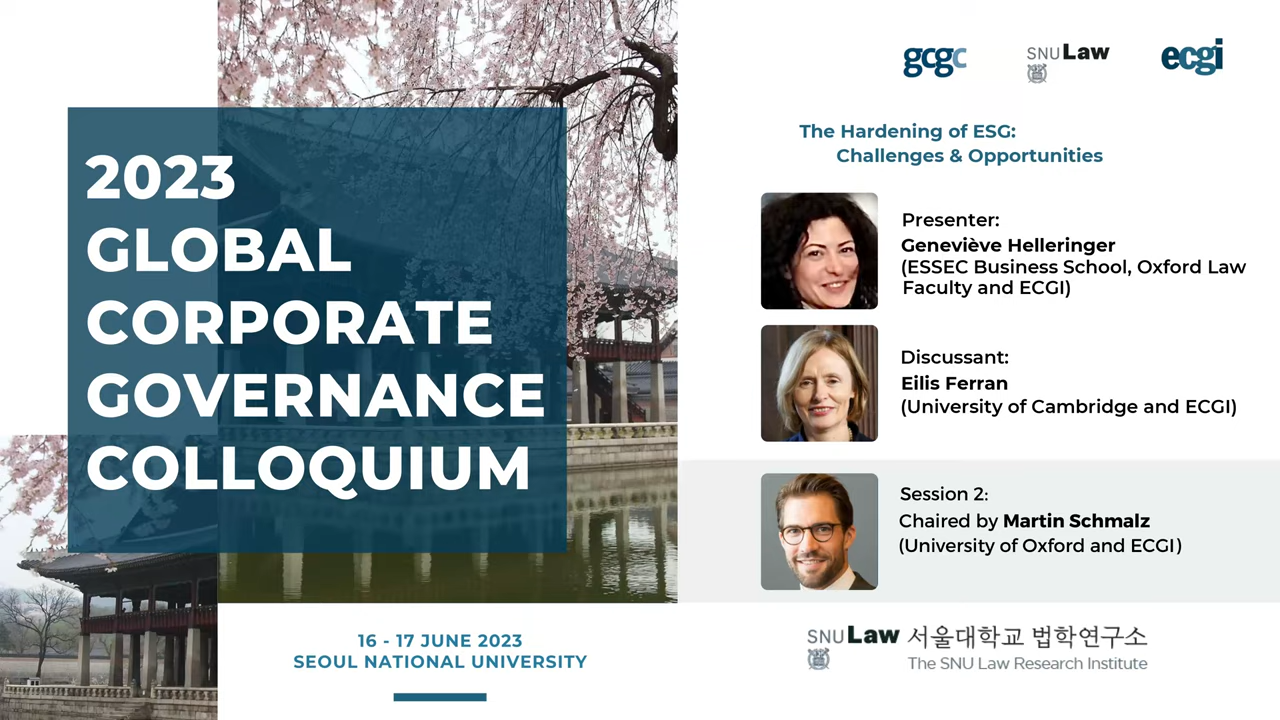 2023
GLOBAL
CORPORATE
GOVERNANCE
COLLOQUIUM
16 - 17 JUNE 2023
SEOUL NATIONAL UNIVERSITY
gcgc
SNU Law
ecgi
The Hardening of ESG:
Challenges & Opportunities
Presenter:
Geneviève Helleringer
(ESSEC Business School, Oxford Law
Faculty and ECGI)
Discussant:
Eilis Ferran
(University of Cambridge and ECGI)
Session 2:
Chaired by Martin Schmalz
(University of Oxford and ECGI)
SNU Law 서울대학교 법학연구소
The SNU Law Research Institute